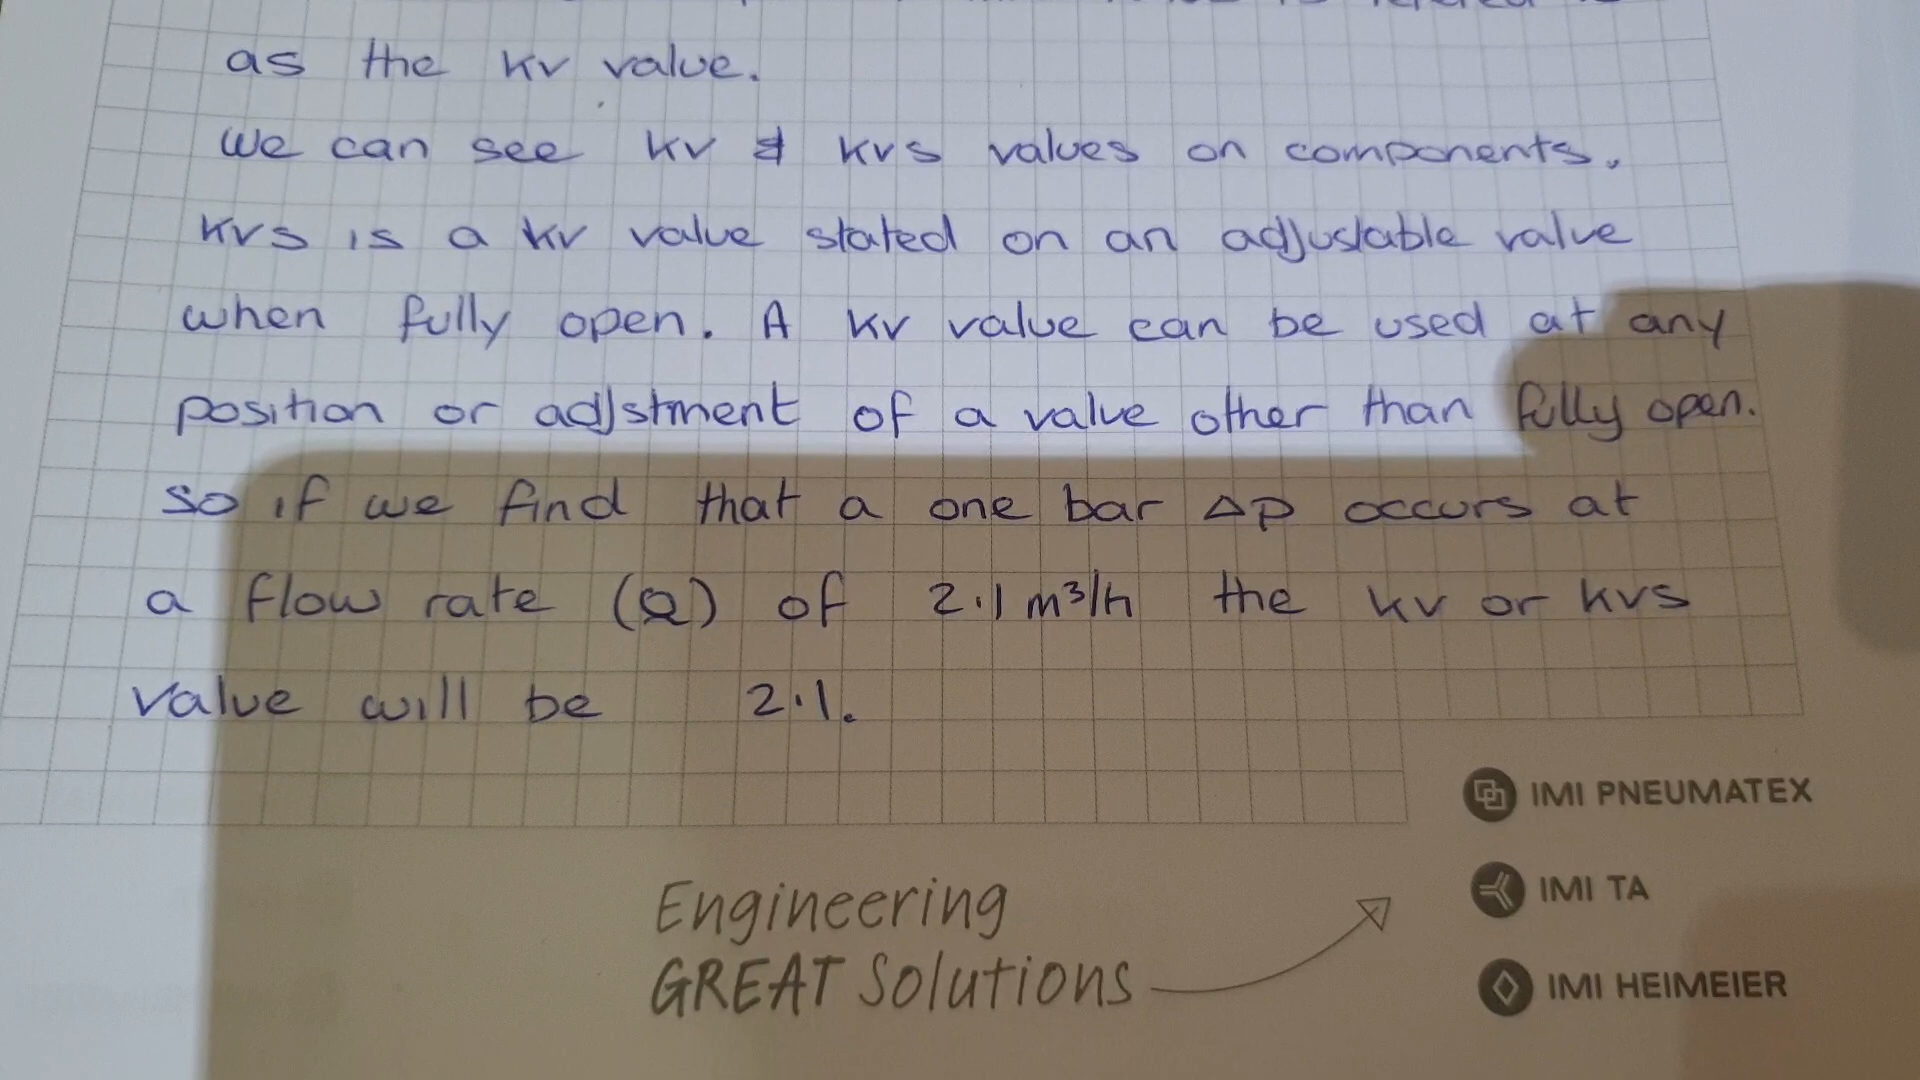 as the kv value.
We can see kv & kvs values on components.
kvs is a kv value stated on an adjustable value
when fully open. A kv value can be used at any
position or adjstment of a value other than fully open.
so if we find that a one bar Δp occurs at
a flow rate (Q) of 2.1 m³/h the kv or kvs
value will be 2.1.
IMI PNEUMATEX
IMI TA
IMI HEIMEIER
Engineering
GREAT Solutions